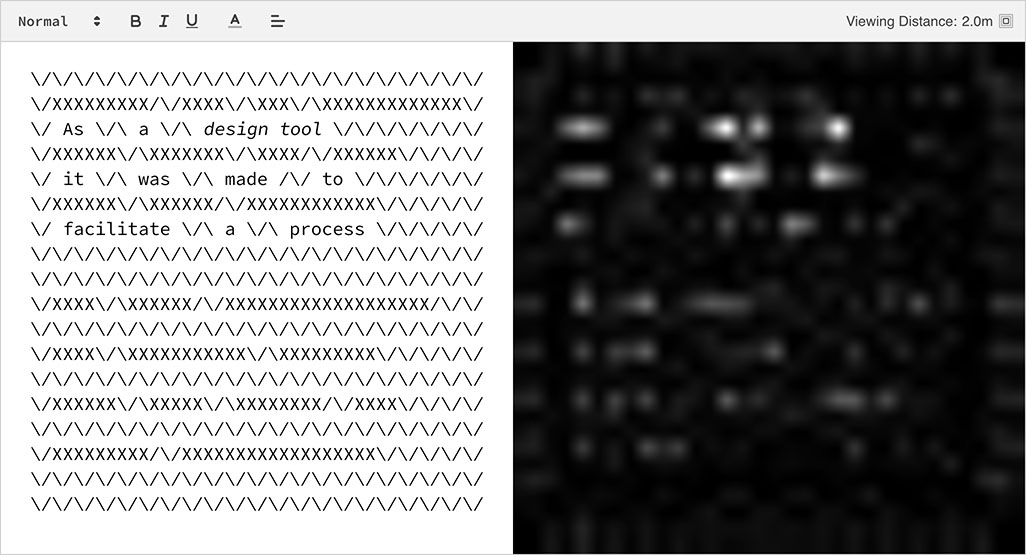 Normal B I U A Viewing Distance: 2.0m
\/\/\/\/\/\/\/\/\/\/\/\/\/\/\/\/\/\/\/\/\/
\/XXXXXXXXX/\/XXXX\/\XXX\/\XXXXXXXXXXXXX\/
\/ As \/\ a \/\ design tool \/\/\/\/\/\/\/
\/XXXXXX\/\XXXXXXX\/\XXXX/\/XXXXXX\/\/\/\/
\/ it \/\ was \/\ made /\/ to \/\/\/\/\/\/
\/XXXXXX\/\XXXXXX/\/XXXXXXXXXXXX\/\/\/\/\/
\/ facilitate \/\ a \/\ process \/\/\/\/\/
\/\/\/\/\/\/\/\/\/\/\/\/\/\/\/\/\/\/\/\/\/
\/\/\/\/\/\/\/\/\/\/\/\/\/\/\/\/\/\/\/\/\/
\/XXXX\/\XXXXXX/\/XXXXXXXXXXXXXXXXXXX/\/\/
\/\/\/\/\/\/\/\/\/\/\/\/\/\/\/\/\/\/\/\/\/
\/XXXX\/\XXXXXXXXXXX\/\XXXXXXXXX\/\/\/\/\/
\/\/\/\/\/\/\/\/\/\/\/\/\/\/\/\/\/\/\/\/\/
\/XXXXXX\/\XXXXX\/\XXXXXXXX/\/XXXX\/\/\/\/
\/\/\/\/\/\/\/\/\/\/\/\/\/\/\/\/\/\/\/\/\/
\/XXXXXXXXX/\/XXXXXXXXXXXXXXXXXX\/\/\/\/\/
\/\/\/\/\/\/\/\/\/\/\/\/\/\/\/\/\/\/\/\/\/
\/\/\/\/\/\/\/\/\/\/\/\/\/\/\/\/\/\/\/\/\/